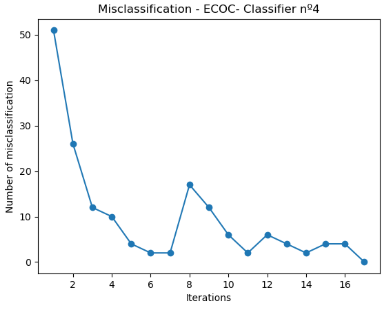 Misclassification - ECOC- Classifier nº4
Number of misclassification
50
40
30
20
10
0
2 4 6 8 10 12 14 16
Iterations